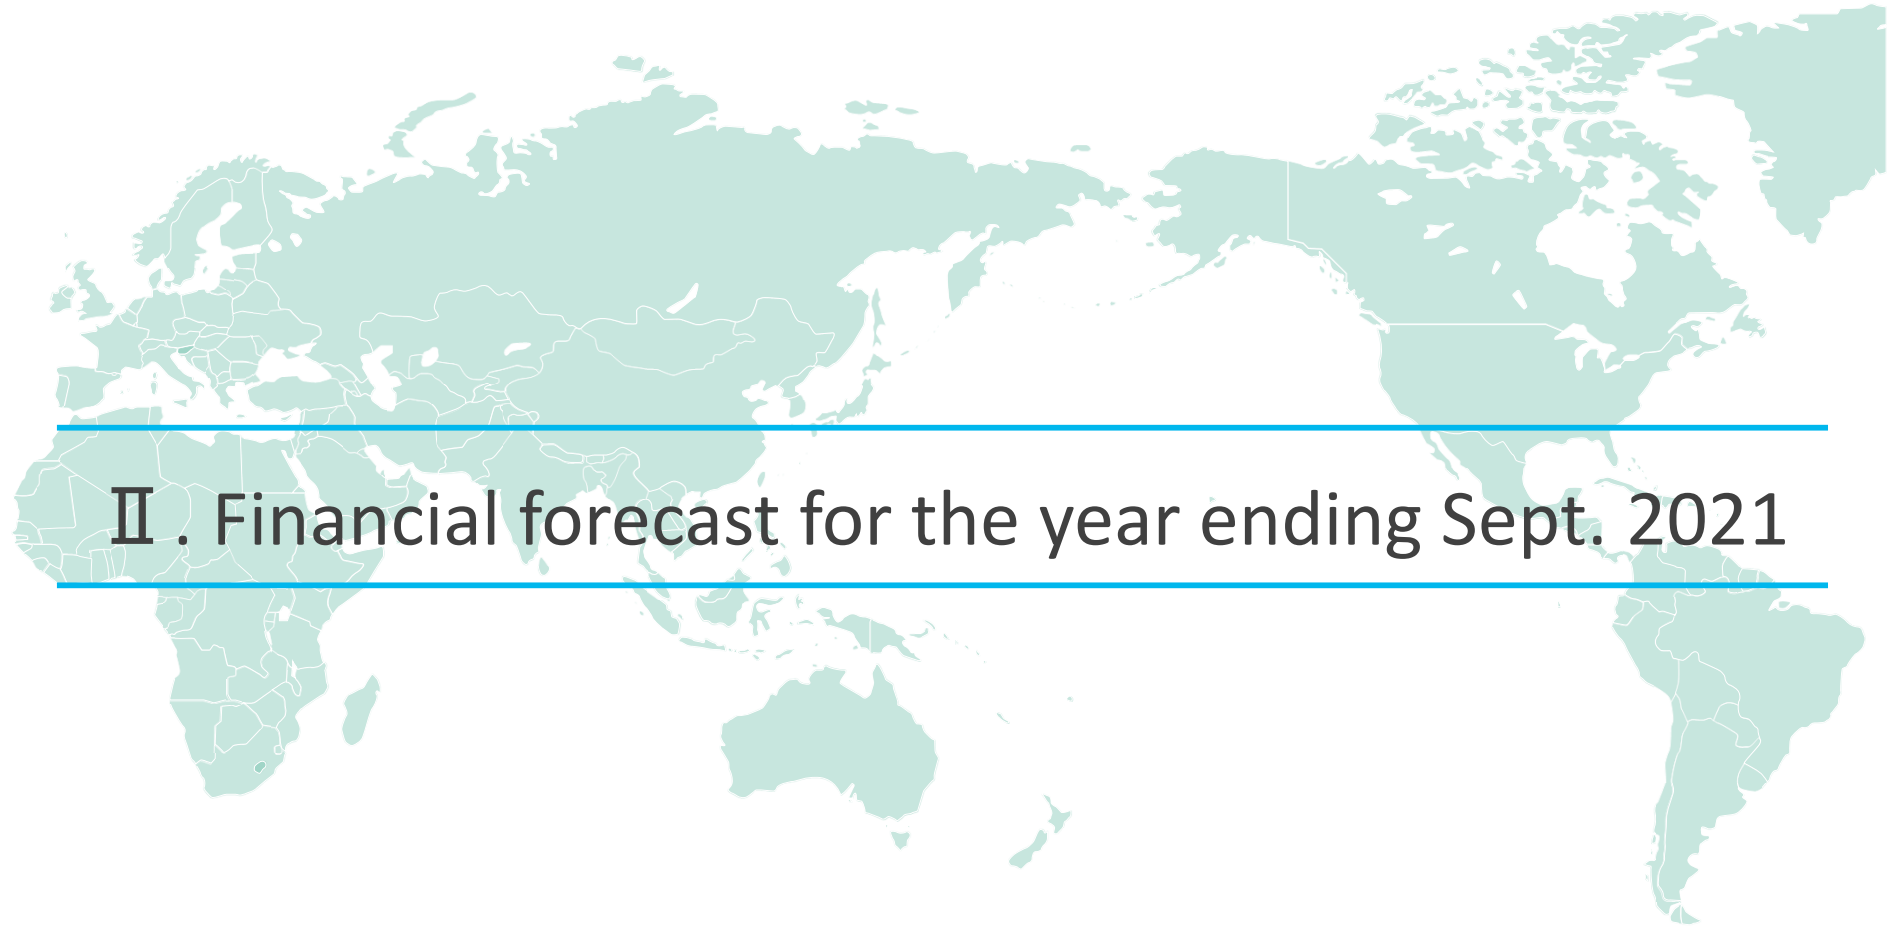 Ⅱ. Financial forecast for the year ending Sept. 2021